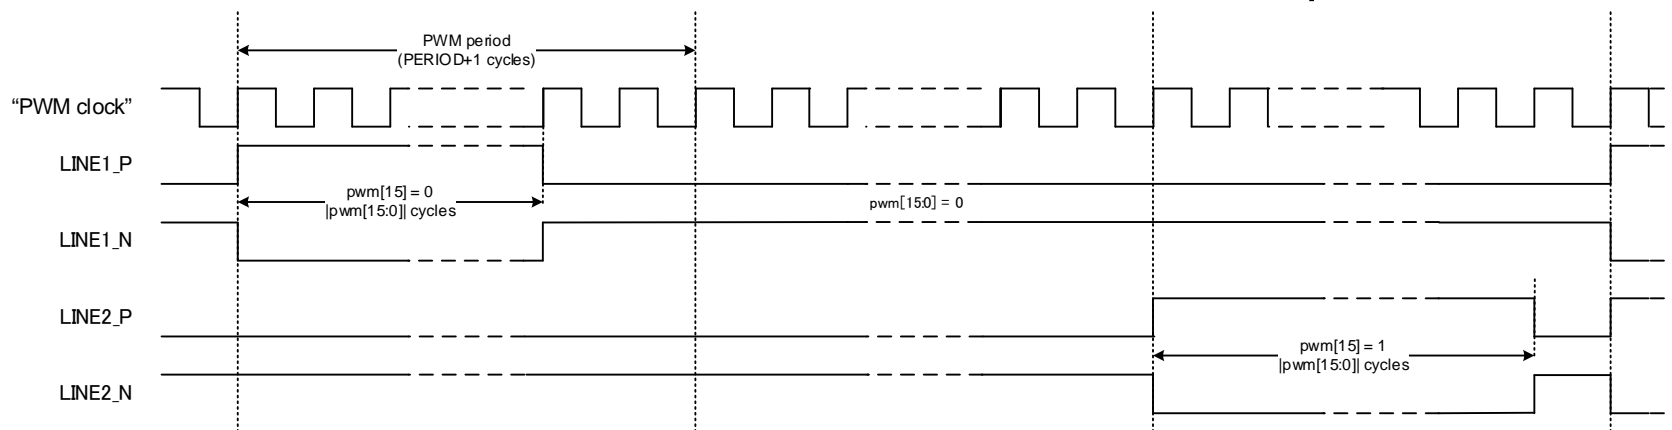 PWM period
(PERIOD+1 cycles)
“PWM clock”
LINE1_P
pwm[15] = 0
|pwm[15:0]| cycles
pwm[15:0] = 0
LINE1_N
LINE2_P
pwm[15] = 1
|pwm[15:0]| cycles
LINE2_N